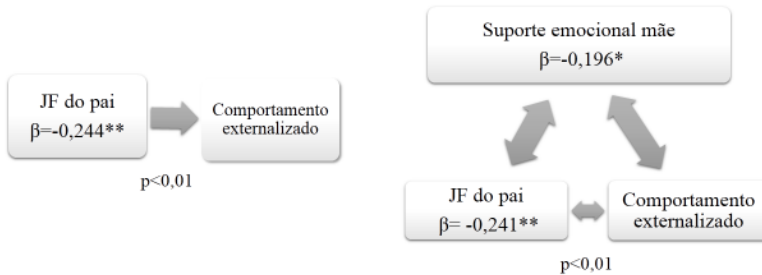 JF do pai
β=-0,244**
Comportamento
externalizado
p<0,01
Suporte emocional mãe
β=-0,196*
JF do pai
β= -0,241**
Comportamento
externalizado
p<0,01